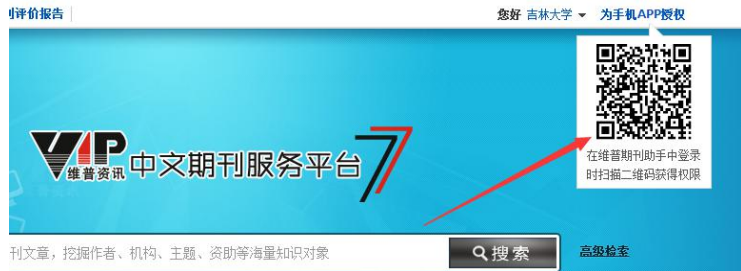 刊评价报告
您好 吉林大学 为手机APP授权
VIP
维普资讯
中文期刊服务平台
7
在维普期刊助手中登录
时扫描二维码获得权限
刊文章，挖掘作者、机构、主题、资助等海量知识对象
搜索
高级检索